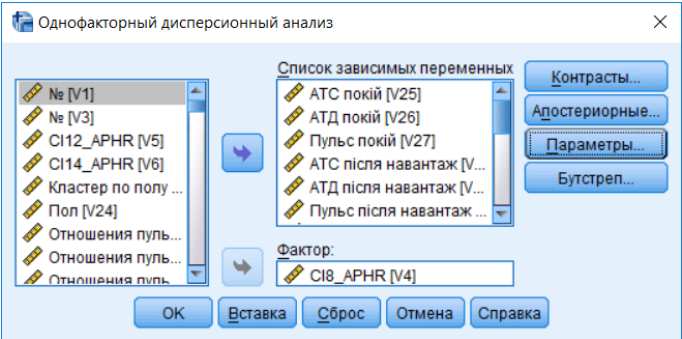 Однофакторный дисперсионный анализ
№ [V1]
№ [V3]
CI12_APHR [V5]
CI14_APHR [V6]
Кластер по полу ...
Пол [V24]
Отношения пуль...
Отношения пуль...
Отношения пуль...
Список зависимых переменных
АТС покій [V25]
АТД покій [V26]
Пульс покій [V27]
АТС після навантаж [V...
АТД після навантаж [V...
Пульс після навантаж ...
Фактор:
CI8_APHR [V4]
Контрасты...
Апостериорные...
Параметры...
Бутстреп...
OK
Вставка
Сброс
Отмена
Справка